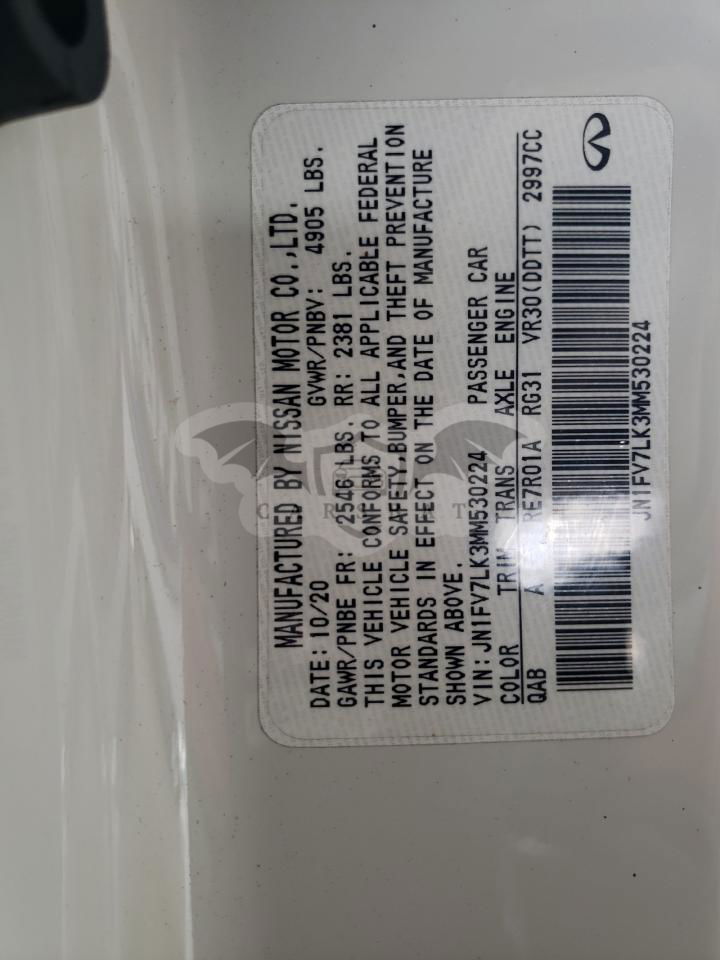 MANUFACTURED BY NISSAN MOTOR CO.,LTD.
DATE: 10/20 GVWR/PNBV: 4905 LBS.
GAWR/PNBE FR: 2546 LBS. RR: 2381 LBS.
THIS VEHICLE CONFORMS TO ALL APPLICABLE FEDERAL
MOTOR VEHICLE SAFETY,BUMPER,AND THEFT PREVENTION
STANDARDS IN EFFECT ON THE DATE OF MANUFACTURE
SHOWN ABOVE.
VIN: JN1FV7LK3MM530224 PASSENGER CAR
COLOR TRIM TRANS AXLE ENGINE
QAB A RE7R01A RG31 VR30(DDTT) 2997CC
JN1FV7LK3MM530224